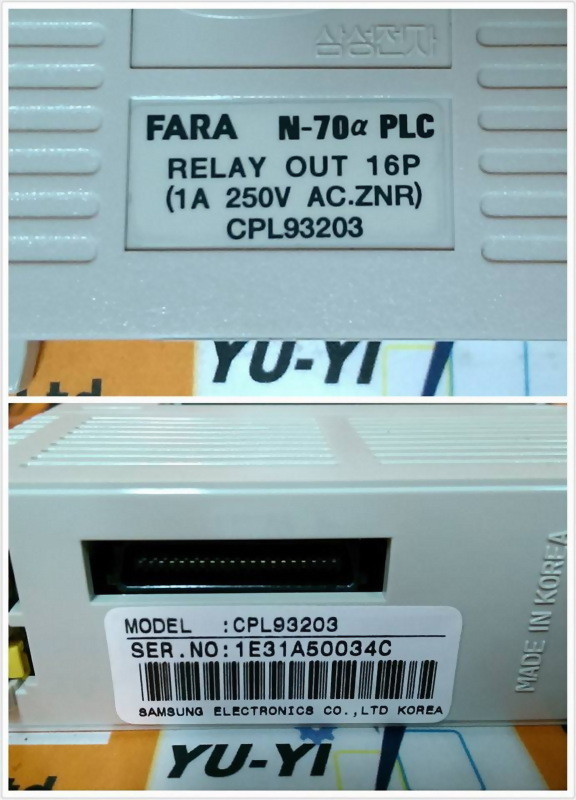 삼성전자
FARA N-70α PLC
RELAY OUT 16P
(1A 250V AC.ZNR)
CPL93203
YU-YI
Ltd
MADE IN KOREA
MODEL :CPL93203
SER.NO:1E31A50034C
SAMSUNG ELECTRONICS CO.,LTD KOREA
YU-YI